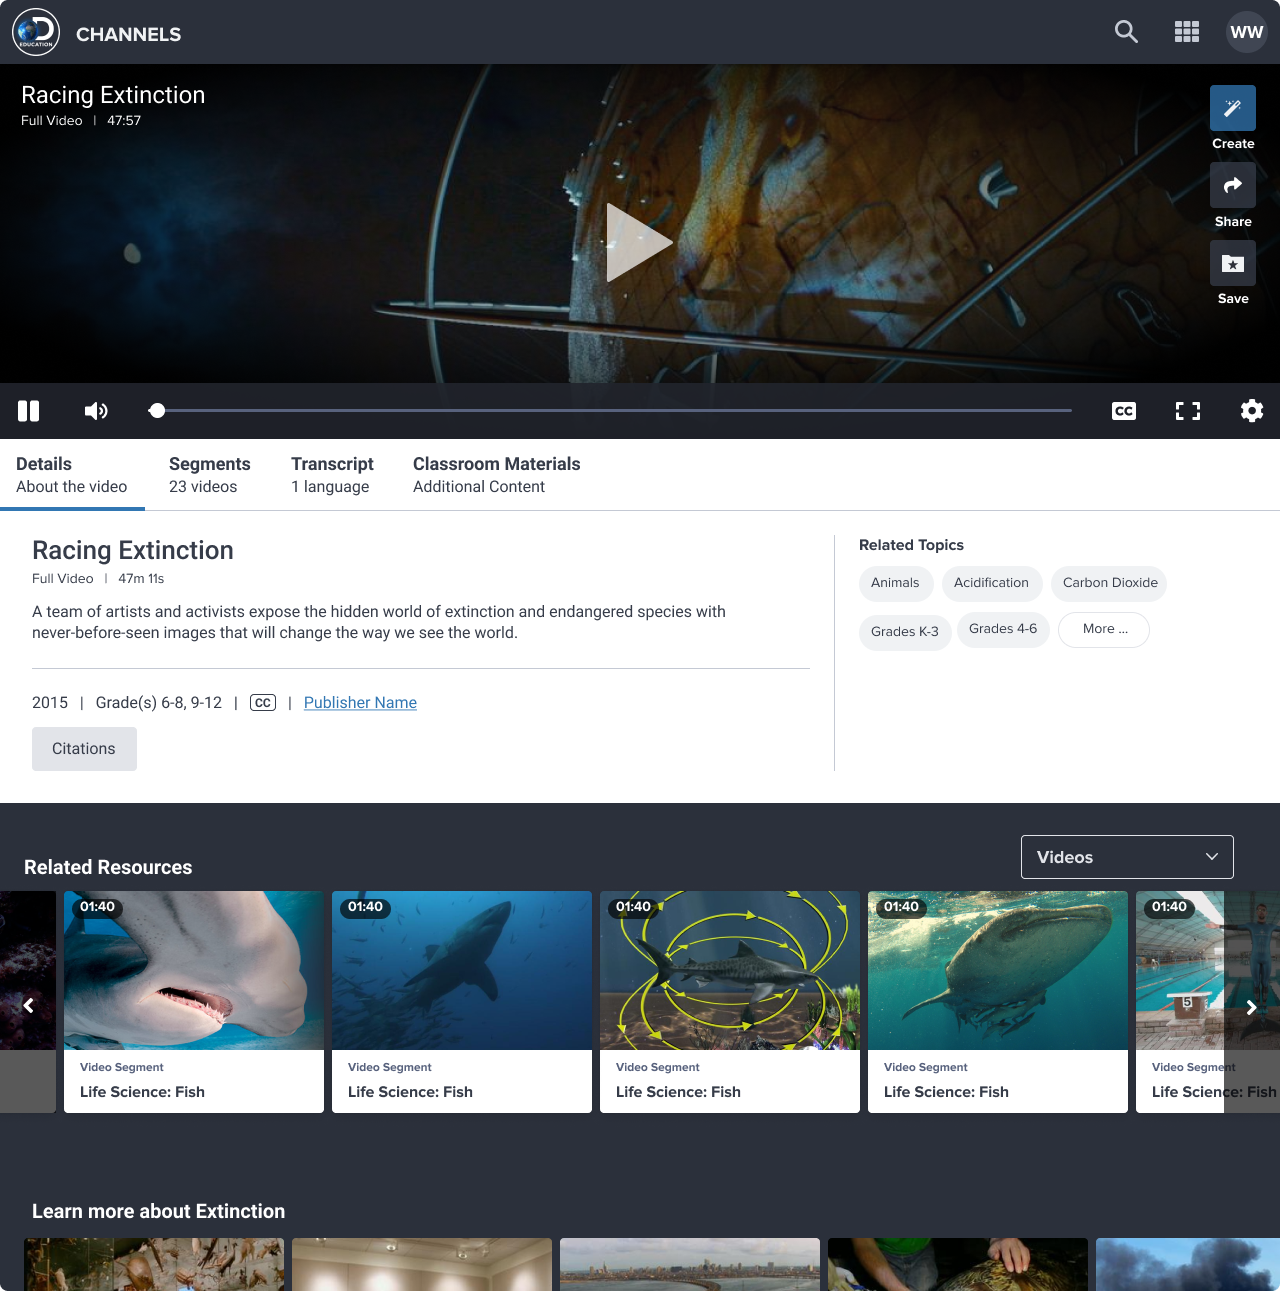 EDUCATION
CHANNELS
WW
Racing Extinction
Full Video | 47:57
Create
Share
Save
CC
Details
About the video
Segments
23 videos
Transcript
1 language
Classroom Materials
Additional Content
Racing Extinction
Full Video | 47m 11s
A team of artists and activists expose the hidden world of extinction and endangered species with
never-before-seen images that will change the way we see the world.
2015 | Grade(s) 6-8, 9-12 | CC | Publisher Name
Citations
Related Topics
Animals
Acidification
Carbon Dioxide
Grades K-3
Grades 4-6
More ...
Related Resources
Videos
01:40
Video Segment
Life Science: Fish
01:40
Video Segment
Life Science: Fish
01:40
Video Segment
Life Science: Fish
01:40
Video Segment
Life Science: Fish
01:40
5
Video Segment
Life Science: Fish
Learn more about Extinction